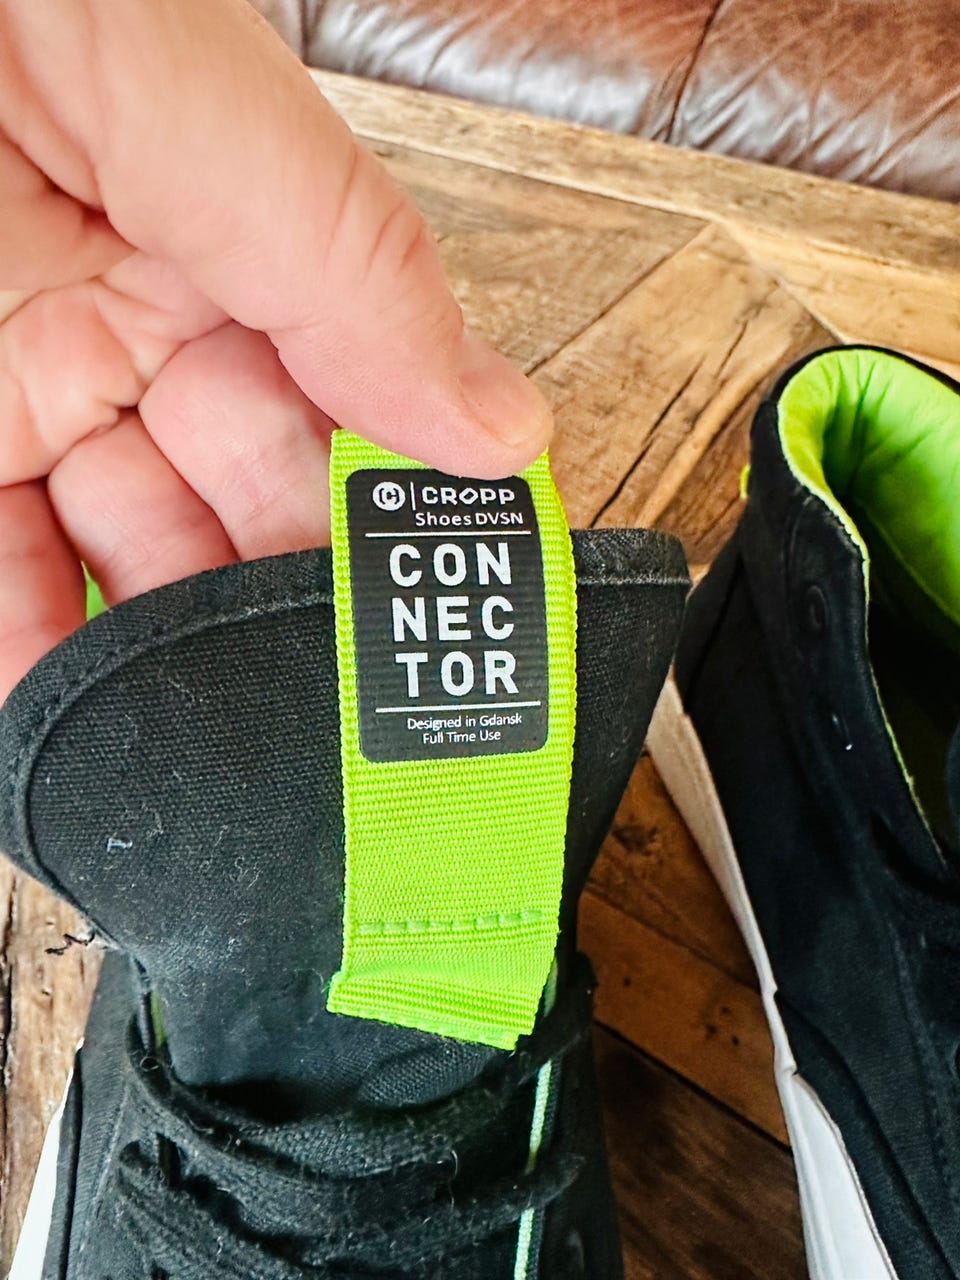 CROPP
Shoes DVSN
CON
NEC
TOR
Designed in Gdansk
Full Time Use